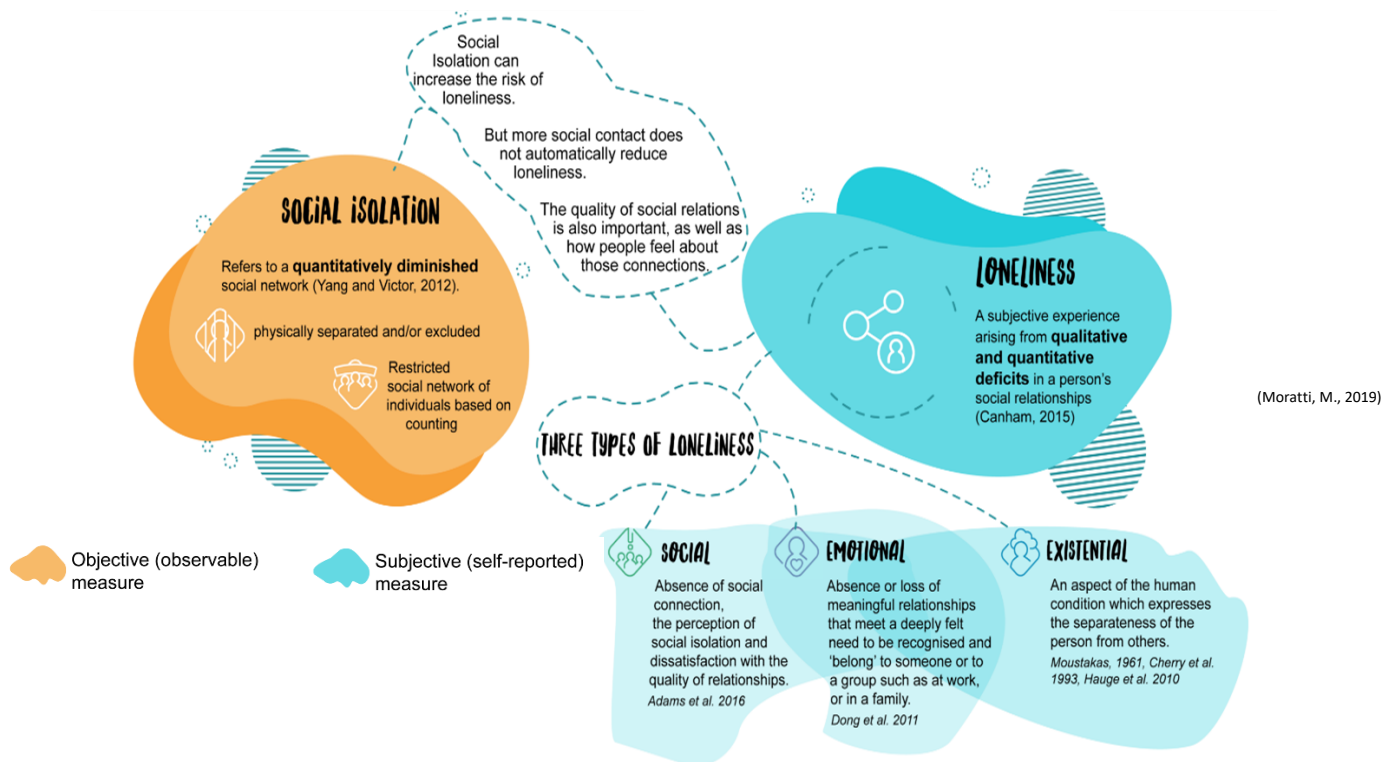 Social
Isolation can
increase the risk of
loneliness.
But more social contact does
not automatically reduce
loneliness.
The quality of social relations
is also important, as well as
how people feel about
those connections.
SOCIAL ISOLATION
Refers to a quantitatively diminished
social network (Yang and Victor, 2012).
physically separated and/or excluded
Restricted
social network of
individuals based on
counting
LONELINESS
A subjective experience
arising from qualitative
and quantitative
deficits in a person's
social relationships
(Canham, 2015)
(Moratti, M., 2019)
THREE TYPES OF LONELINESS
Objective (observable)
measure
Subjective (self-reported)
measure
SOCIAL
Absence of social
connection,
the perception of
social isolation and
dissatisfaction with the
quality of relationships.
Adams et al. 2016
EMOTIONAL
Absence or loss of
meaningful relationships
that meet a deeply felt
need to be recognised and
'belong' to someone or to
a group such as at work,
or in a family.
Dong et al. 2011
EXISTENTIAL
An aspect of the human
condition which expresses
the separateness of the
person from others.
Moustakas, 1961, Cherry et al.
1993, Hauge et al. 2010